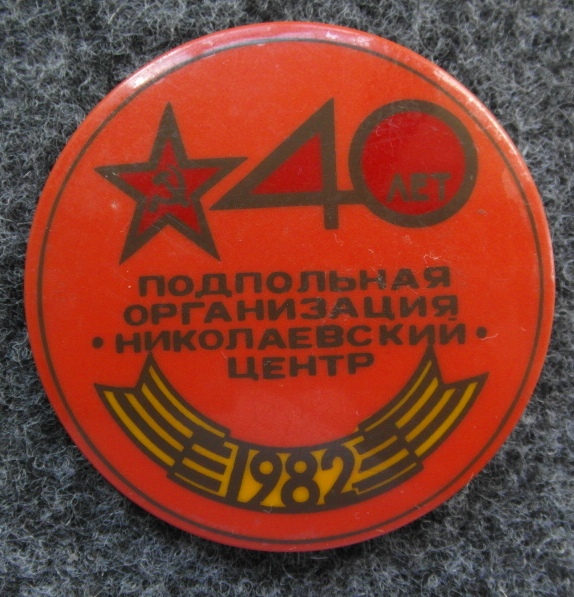 40
ЛЕТ
ПОДПОЛЬНАЯ
ОРГАНИЗАЦИЯ
• НИКОЛАЕВСКИЙ •
ЦЕНТР
1982